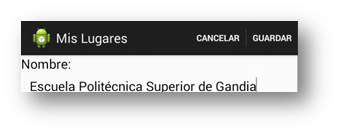 Mis Lugares CANCELAR GUARDAR
Nombre:
Escuela Politécnica Superior de Gandia